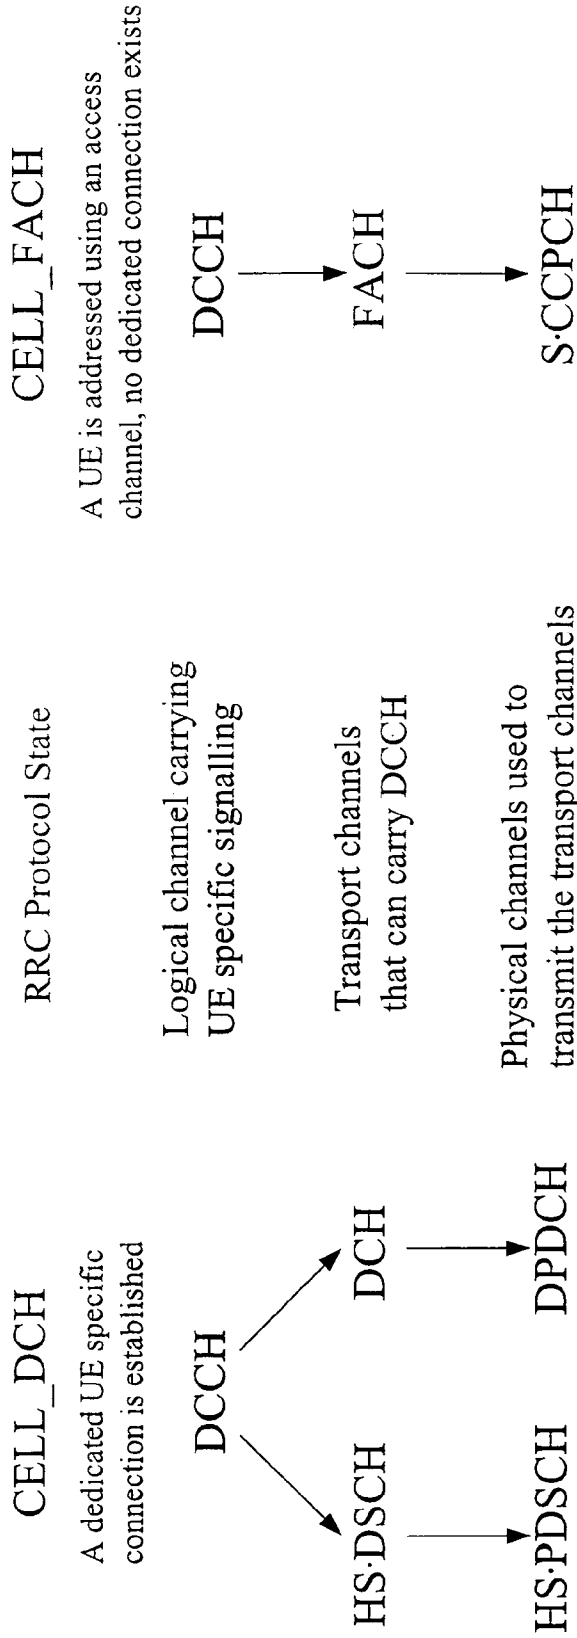 CELL_DCH
A dedicated UE specific
connection is established
DCCH
HS·DSCH
DCH
HS·PDSCH
DPDCH
RRC Protocol State
Logical channel carrying
UE specific signalling
Transport channels
that can carry DCCH
Physical channels used to
transmit the transport channels
CELL_FACH
A UE is addressed using an access
channel, no dedicated connection exists
DCCH
FACH
S·CCPCH